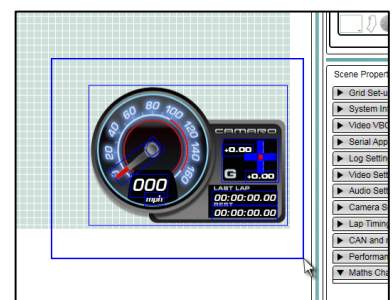 Scene Propert
Grid Set-u
System In
Video VBO
Serial App
Log Setting
Video Sett
Audio Sett
Camera S
Lap Timing
CAN and m
Performan
Maths Cha
0 20 40 60 80 100 120 140 160
000
mph
CAMARO
+0.00
G +0.00
LAST LAP
00:00:00.00
BEST
00:00:00.00